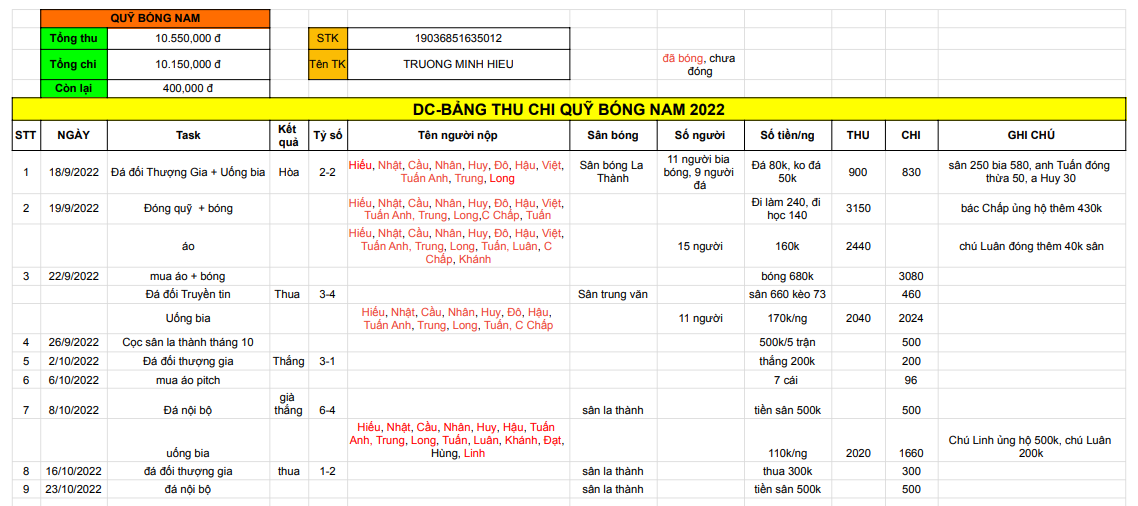 QUỸ BÓNG NAM
Tổng thu 10.550,000 đ STK 19036851635012
Tổng chi 10.150,000 đ Tên TK TRUONG MINH HIEU đã bóng, chưa
đóng
Còn lại 400,000 đ
DC-BẢNG THU CHI QUỸ BÓNG NAM 2022
STT NGÀY Task Kết quả Tỷ số Tên người nộp Sân bóng Số người Số tiền/ng THU CHI GHI CHÚ
1 18/9/2022 Đá đối Thượng Gia + Uống bia Hòa 2-2 Hiếu, Nhật, Cầu, Nhân, Huy, Đô, Hậu, Việt, Tuấn Anh, Trung, Long Sân bóng La Thành 11 người bia bóng, 9 người đá Đá 80k, ko đá 50k 900 830 sân 250 bia 580, anh Tuấn đóng thừa 50, a Huy 30
2 19/9/2022 Đóng quỹ + bóng Hiếu, Nhật, Cầu, Nhân, Huy, Đô, Hậu, Việt, Tuấn Anh, Trung, Long,C Chấp, Tuấn Đi làm 240, đi học 140 3150 bác Chấp ủng hộ thêm 430k
áo Hiếu, Nhật, Cầu, Nhân, Huy, Đô, Hậu, Việt, Tuấn Anh, Trung, Long, Tuấn, Luân, C Chấp, Khánh 15 người 160k 2440 chú Luân đóng thêm 40k sân
3 22/9/2022 mua áo + bóng bóng 680k 3080
Đá đối Truyền tin Thua 3-4 Sân trung văn sân 660 kèo 73 460
Uống bia Hiếu, Nhật, Cầu, Nhân, Huy, Đô, Hậu, Tuấn Anh, Trung, Long, Tuấn, C Chấp 11 người 170k/ng 2040 2024
4 26/9/2022 Cọc sân la thành tháng 10 500k/5 trận 500
5 2/10/2022 Đá đối thượng gia Thắng 3-1 thắng 200k 200
6 6/10/2022 mua áo pitch 7 cái 96
7 8/10/2022 Đá nội bộ già thắng 6-4 sân la thành tiền sân 500k 500
uống bia Hiếu, Nhật, Cầu, Nhân, Huy, Hậu, Tuấn Anh, Trung, Long, Tuấn, Luân, Khánh, Đạt, Hùng, Linh 110k/ng 2020 1660 Chú Linh ủng hộ 500k, chú Luân 200k
8 16/10/2022 đá đối thượng gia thua 1-2 sân la thành thua 300k 300
9 23/10/2022 đá nội bộ sân la thành tiền sân 500k 500